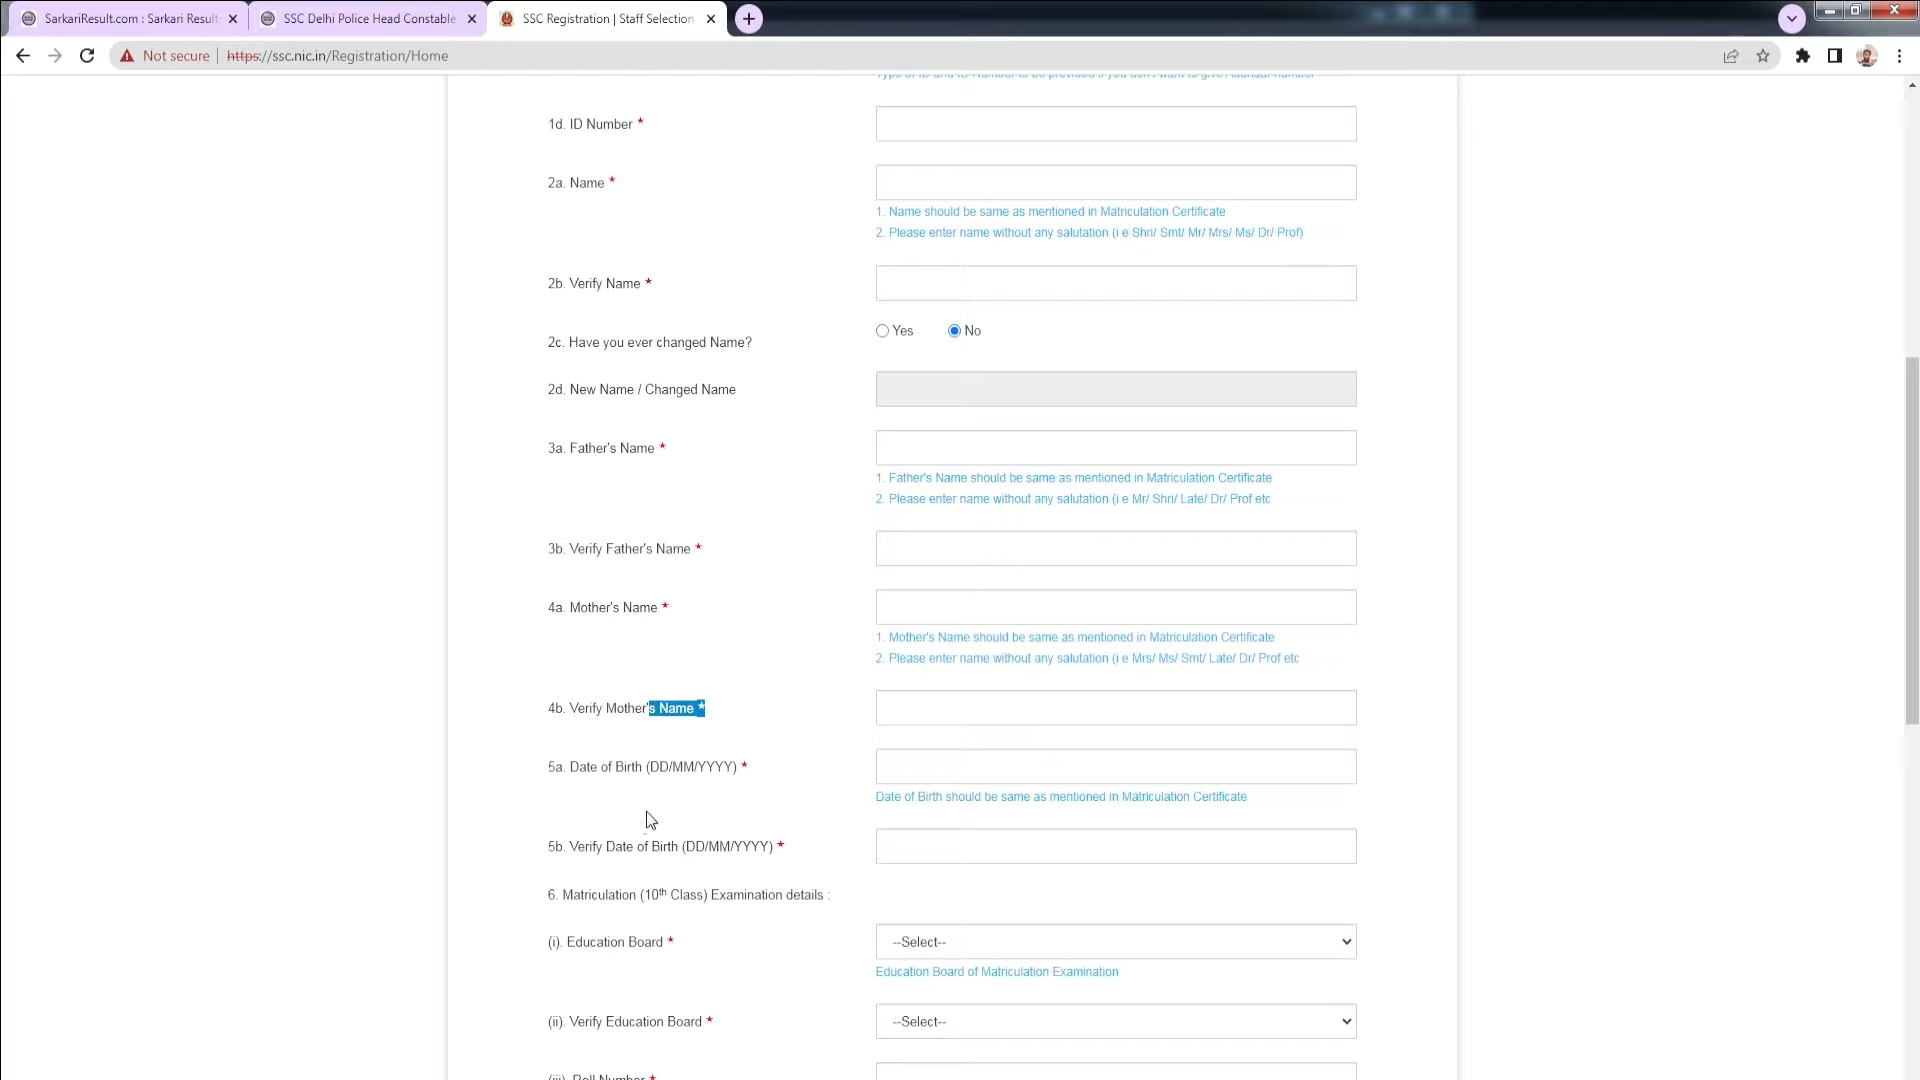 SarkariResult.com : Sarkari Result
SSC Delhi Police Head Constable
SSC Registration | Staff Selection
Not secure | https://ssc.nic.in/Registration/Home
Type of ID and ID Number to be provided if you don't want to give Aadhaar number
1d. ID Number *
2a. Name *
1. Name should be same as mentioned in Matriculation Certificate
2. Please enter name without any salutation (i e Shri/ Smt/ Mr/ Mrs/ Ms/ Dr/ Prof)
2b. Verify Name *
Yes No
2c. Have you ever changed Name?
2d. New Name / Changed Name
3a. Father's Name *
1. Father's Name should be same as mentioned in Matriculation Certificate
2. Please enter name without any salutation (i e Mr/ Shri/ Late/ Dr/ Prof etc
3b. Verify Father's Name *
4a. Mother's Name *
1. Mother's Name should be same as mentioned in Matriculation Certificate
2. Please enter name without any salutation (i e Mrs/ Ms/ Smt/ Late/ Dr/ Prof etc
4b. Verify Mother's Name *
5a. Date of Birth (DD/MM/YYYY) *
Date of Birth should be same as mentioned in Matriculation Certificate
5b. Verify Date of Birth (DD/MM/YYYY) *
6. Matriculation (10th Class) Examination details :
(i). Education Board *
--Select--
Education Board of Matriculation Examination
(ii). Verify Education Board *
--Select--
(iii). Roll Number *